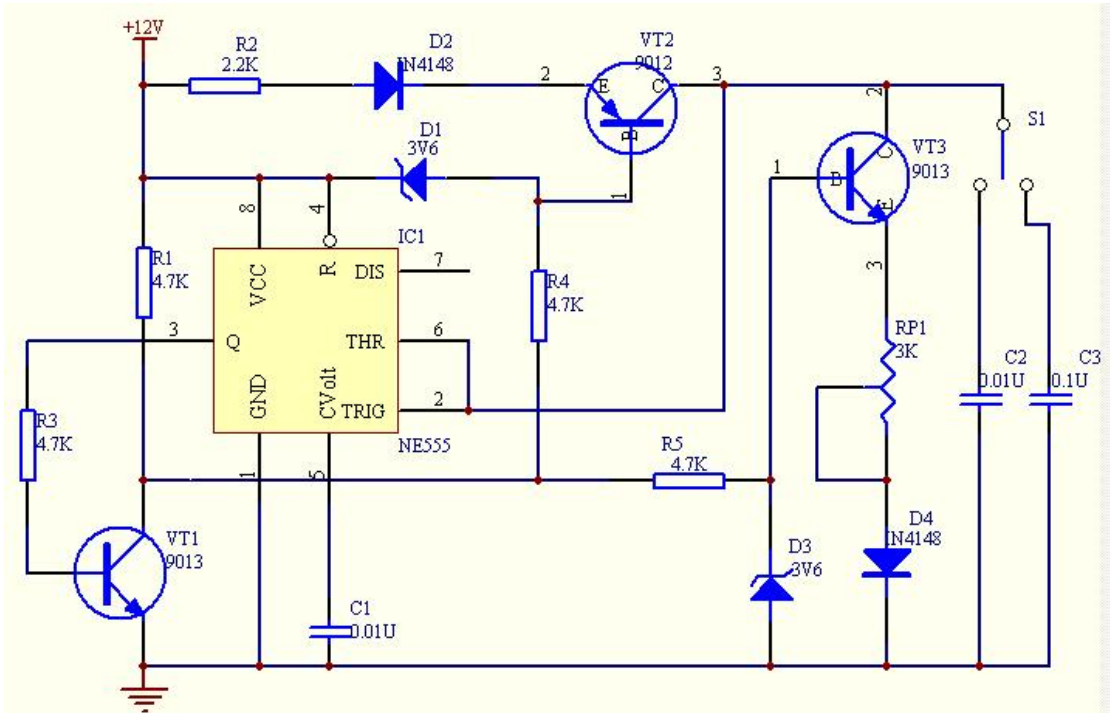 +12V
R2
2.2K
D2
IN4148
2
E
C
B
1
VT2
9012
3
D1
3V6
8
4
VCC
R
IC1
DIS
7
Q
3
THR
6
GND
CVolt
TRIG
2
1
5
NE555
R1
4.7K
R3
4.7K
R4
4.7K
R5
4.7K
VT1
9013
C1
0.01U
1
B
2
C
E
3
VT3
9013
S1
RP1
3K
C2
0.01U
C3
0.1U
D3
3V6
D4
IN4148